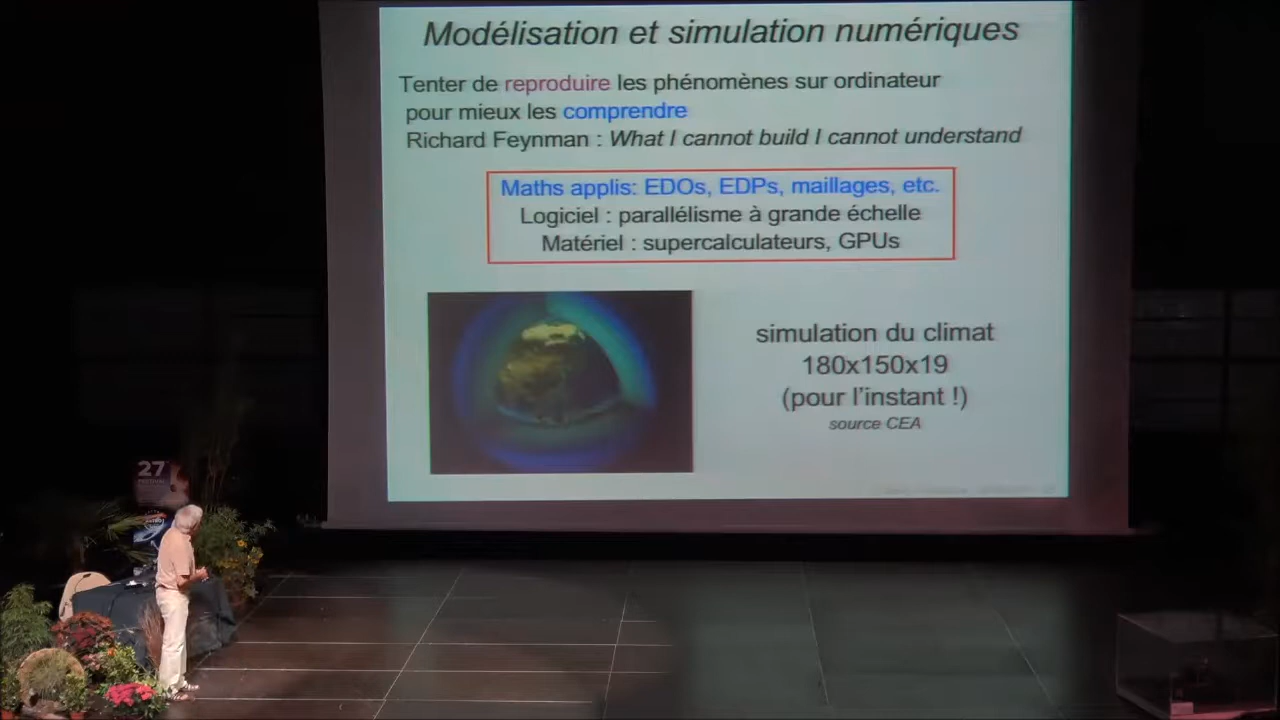 Modélisation et simulation numériques
Tenter de reproduire les phénomènes sur ordinateur
pour mieux les comprendre
Richard Feynman : What I cannot build I cannot understand
Maths applis: EDOs, EDPs, maillages, etc.
Logiciel : parallélisme à grande échelle
Matériel : supercalculateurs, GPUs
simulation du climat
180x150x19
(pour l'instant !)
source CEA
27